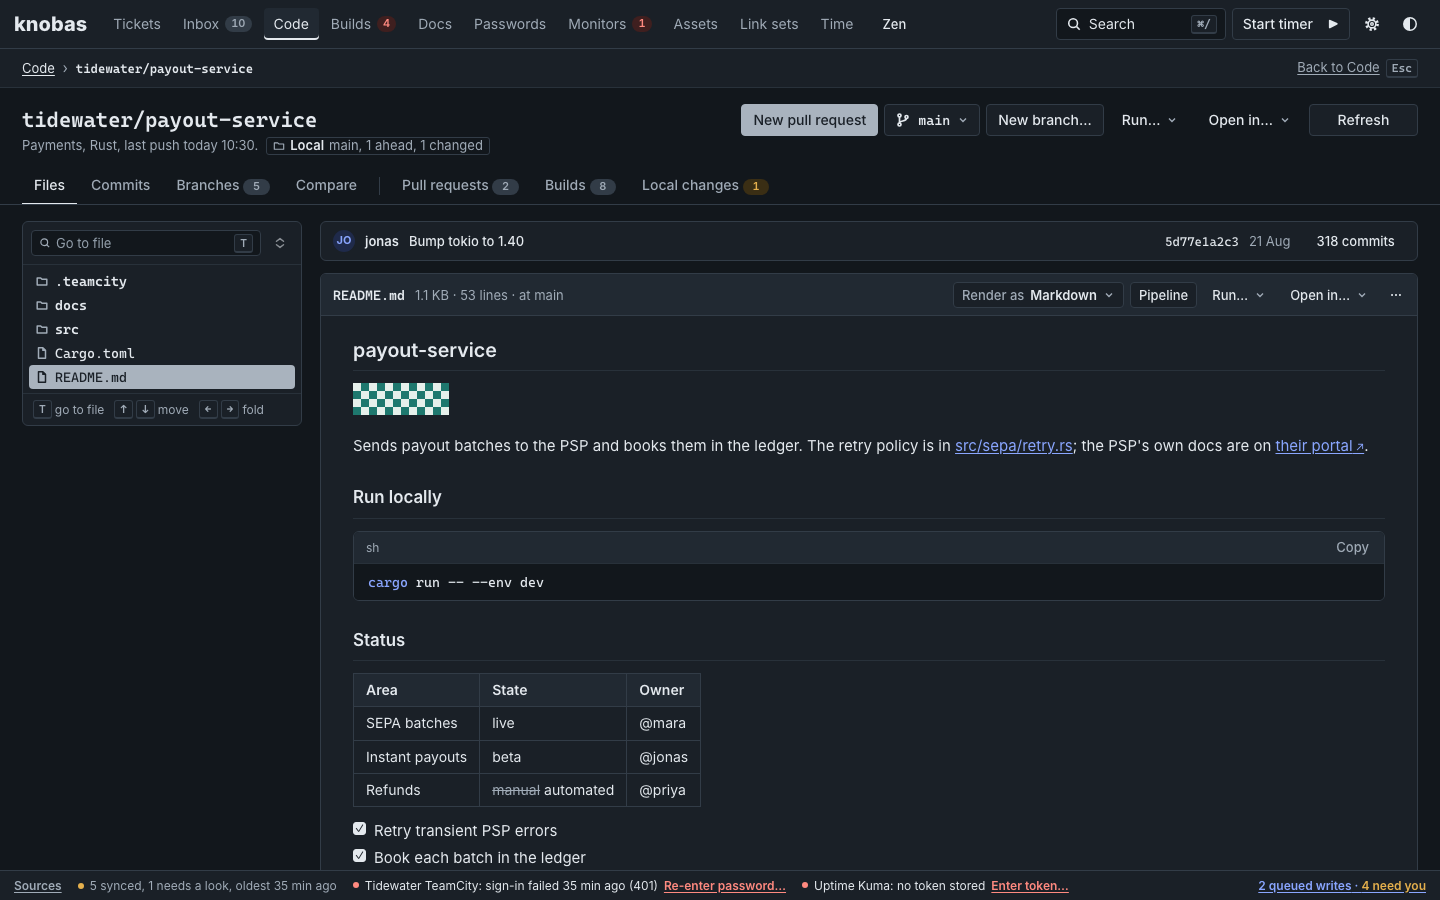 knobas Tickets Inbox 10 Code Builds 4 Docs Passwords Monitors 1 Assets Link sets Time Zen Search ⌘/ Start timer
Code › tidewater/payout-service Back to Code Esc
tidewater/payout-service New pull request main New branch... Run... Open in... Refresh
Payments, Rust, last push today 10:30. Local main, 1 ahead, 1 changed
Files Commits Branches 5 Compare Pull requests 2 Builds 8 Local changes 1
Go to file T
.teamcity
docs
src
Cargo.toml
README.md
T go to file ↑ ↓ move ← → fold
JO jonas Bump tokio to 1.40 5d77e1a2c3 21 Aug 318 commits
README.md 1.1 KB · 53 lines · at main Render as Markdown Pipeline Run... Open in... ···
payout-service
Sends payout batches to the PSP and books them in the ledger. The retry policy is in src/sepa/retry.rs; the PSP's own docs are on their portal ↗.
Run locally
sh Copy
cargo run -- --env dev
Status
Area State Owner
SEPA batches live @mara
Instant payouts beta @jonas
Refunds manual automated @priya
Retry transient PSP errors
Book each batch in the ledger
Sources 5 synced, 1 needs a look, oldest 35 min ago Tidewater TeamCity: sign-in failed 35 min ago (401) Re-enter password... Uptime Kuma: no token stored Enter token... 2 queued writes · 4 need you